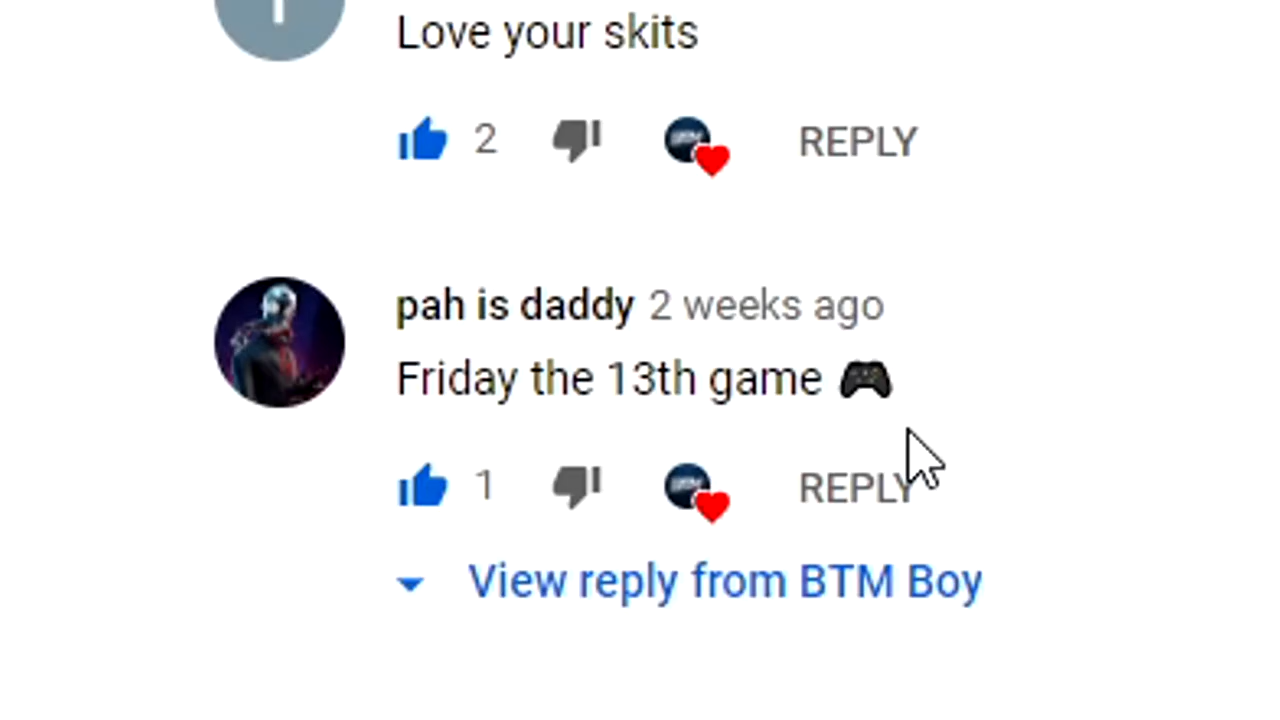 Love your skits
2 REPLY
pah is daddy 2 weeks ago
Friday the 13th game 🎮
1 REPLY
View reply from BTM Boy